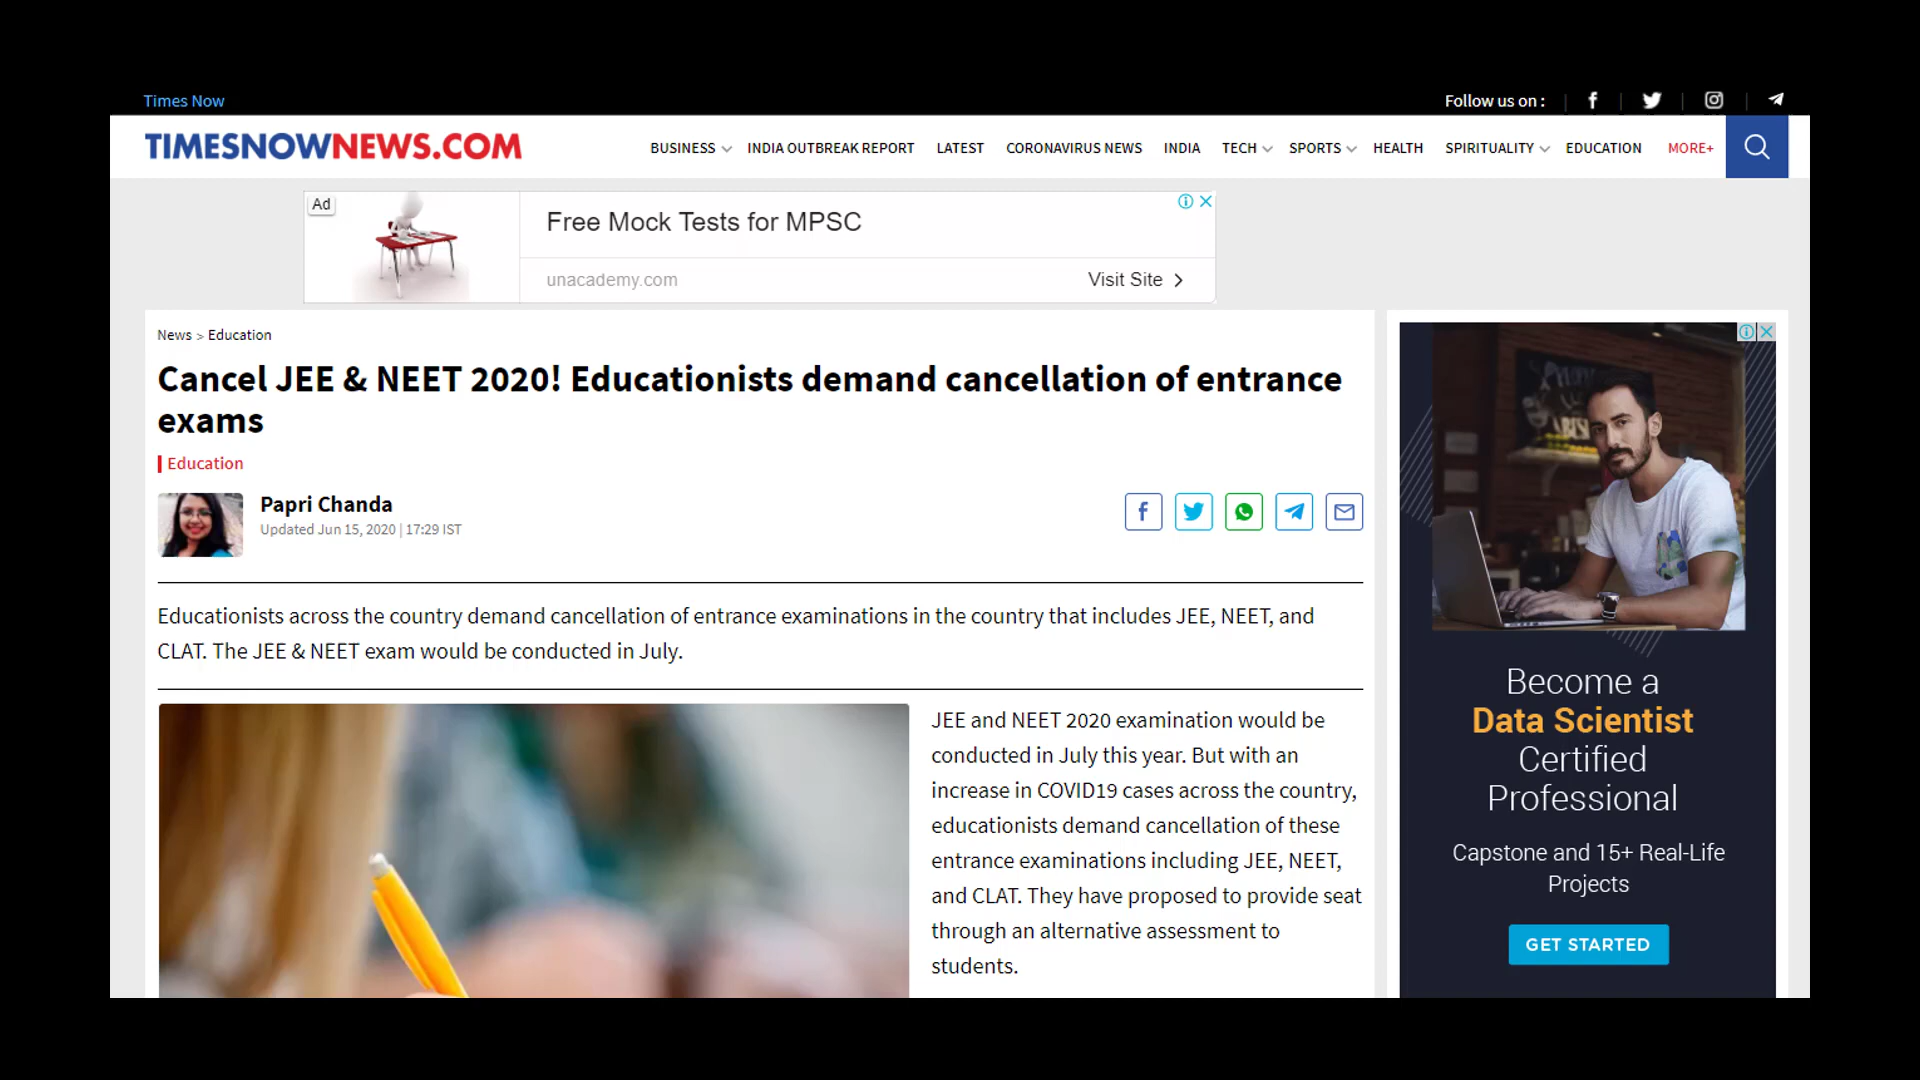 Times Now
Follow us on :
TIMESNOWNEWS.COM
BUSINESS INDIA OUTBREAK REPORT LATEST CORONAVIRUS NEWS INDIA TECH SPORTS HEALTH SPIRITUALITY EDUCATION MORE+
Ad
Free Mock Tests for MPSC
unacademy.com
Visit Site
News > Education
Cancel JEE & NEET 2020! Educationists demand cancellation of entrance
exams
Education
Papri Chanda
Updated Jun 15, 2020 | 17:29 IST
Educationists across the country demand cancellation of entrance examinations in the country that includes JEE, NEET, and
CLAT. The JEE & NEET exam would be conducted in July.
JEE and NEET 2020 examination would be
conducted in July this year. But with an
increase in COVID19 cases across the country,
educationists demand cancellation of these
entrance examinations including JEE, NEET,
and CLAT. They have proposed to provide seat
through an alternative assessment to
students.
Become a
Data Scientist
Certified
Professional
Capstone and 15+ Real-Life
Projects
GET STARTED